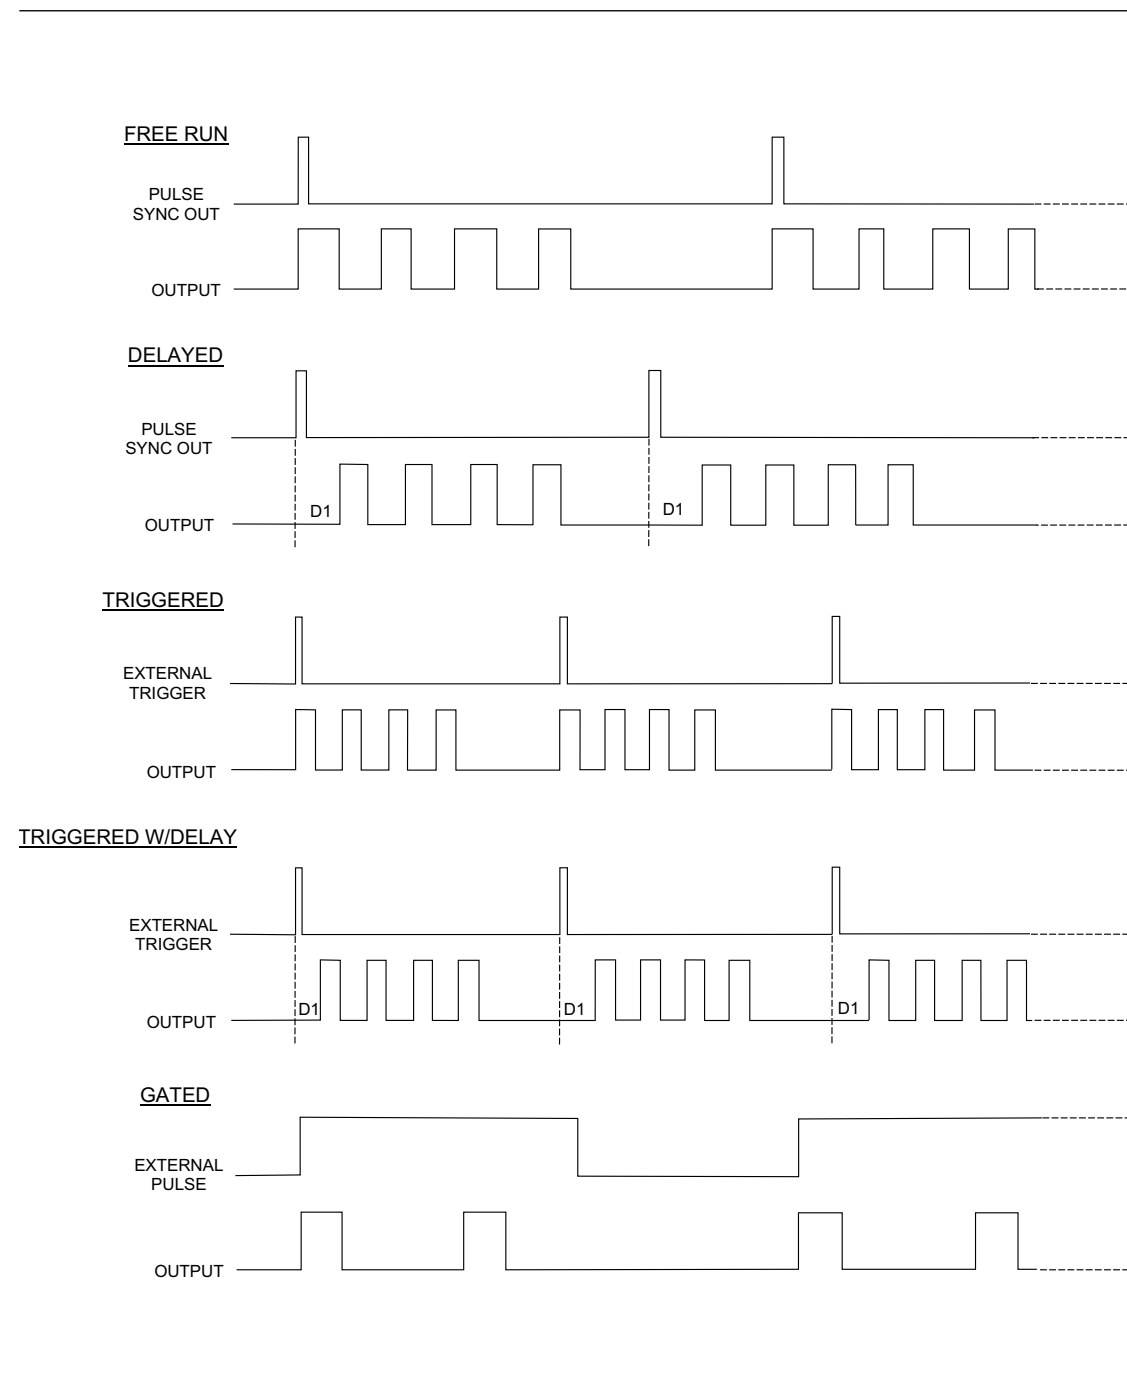 FREE RUN
PULSE
SYNC OUT
OUTPUT
DELAYED
PULSE
SYNC OUT
D1
D1
OUTPUT
TRIGGERED
EXTERNAL
TRIGGER
OUTPUT
TRIGGERED W/DELAY
EXTERNAL
TRIGGER
D1
D1
D1
OUTPUT
GATED
EXTERNAL
PULSE
OUTPUT